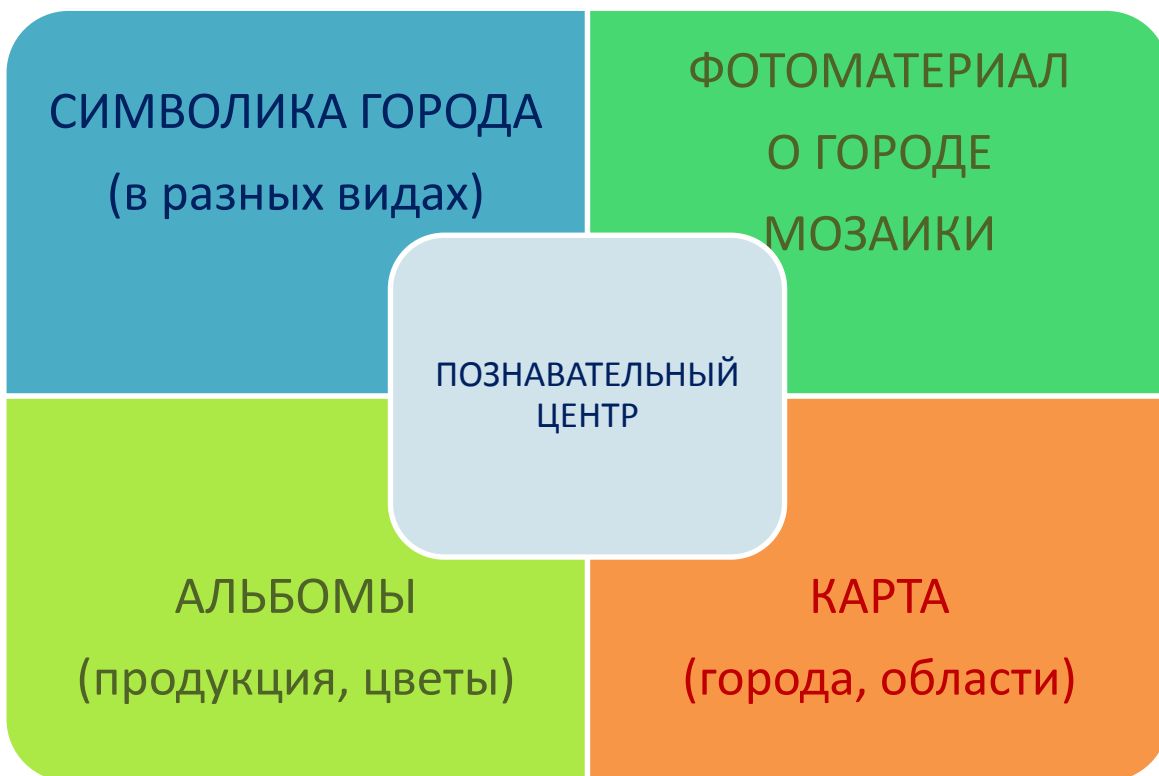 СИМВОЛИКА ГОРОДА
(в разных видах)
ФОТОМАТЕРИАЛ
О ГОРОДЕ
МОЗАИКИ
ПОЗНАВАТЕЛЬНЫЙ
ЦЕНТР
АЛЬБОМЫ
(продукция, цветы)
КАРТА
(города, области)